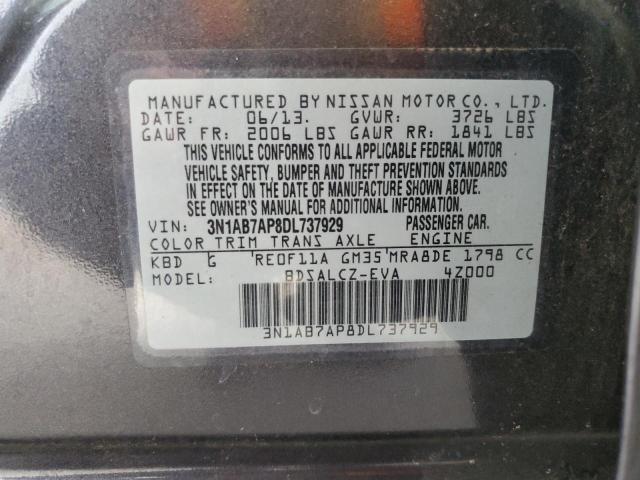 MANUFACTURED BY NISSAN MOTOR CO., LTD.
DATE: 06/13. GVWR: 3726 LBS
GAWR FR: 2006 LBS GAWR RR: 1841 LBS
THIS VEHICLE CONFORMS TO ALL APPLICABLE FEDERAL MOTOR
VEHICLE SAFETY, BUMPER AND THEFT PREVENTION STANDARDS
IN EFFECT ON THE DATE OF MANUFACTURE SHOWN ABOVE.
SEE OWNER'S MANUAL FOR ADDITIONAL INFORMATION.
VIN: 3N1AB7AP8DL737929 PASSENGER CAR.
COLOR TRIM TRANS AXLE ENGINE
KBD G 'RE0F11A GM35'MRA8DE 1798 CC
MODEL: BDSALCZ-EVA 4Z000
3N1AB7AP8DL737929